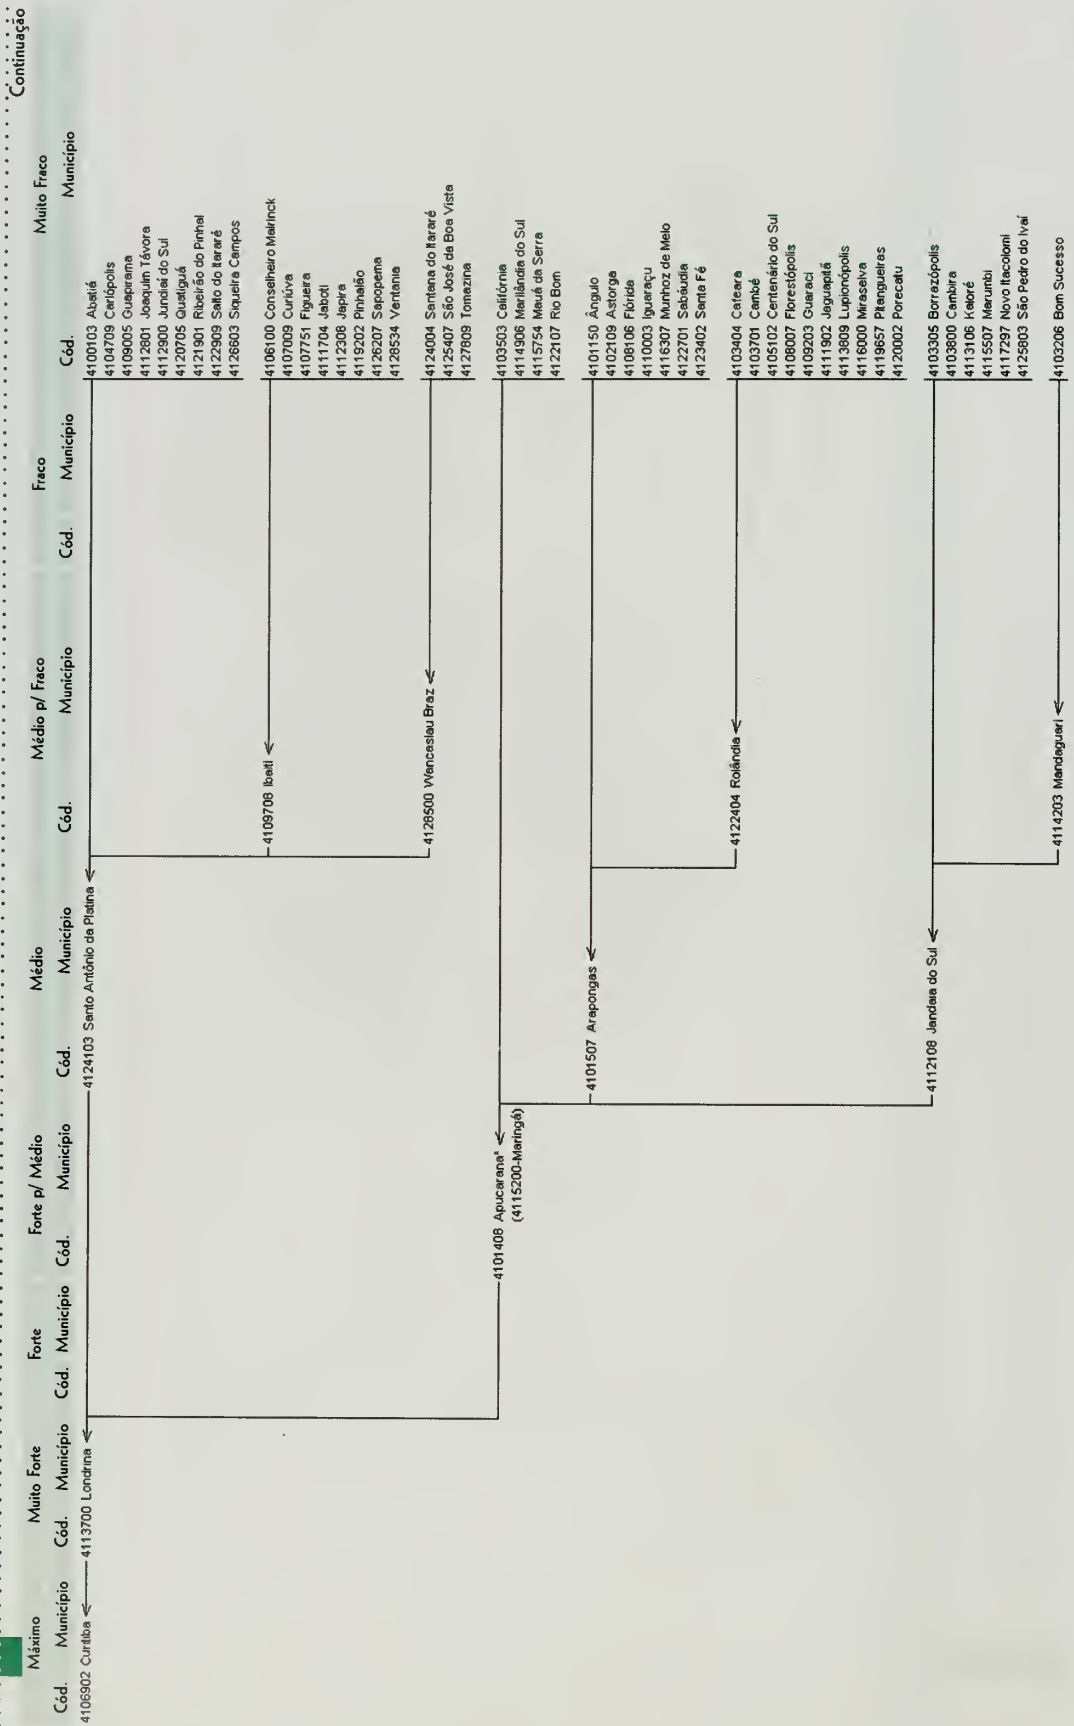 Continuação
Máximo Muito Forte Forte Forte p/ Médio Médio Médio p/ Fraco Fraco Muito Fraco
Cód. Município Cód. Município Cód. Município Cód. Município Cód. Município Cód. Município Cód. Município Cód. Município
4106902 Curitiba 4113700 Londrina 4124103 Santo Antônio da Platina 4100103 Abatiá
4104709 Carlópolis
4109005 Guapirama
4112801 Joaquim Távora
4112900 Jundiaí do Sul
4120705 Quatiguá
4121901 Ribeirão do Pinhal
4122909 Salto do Itararé
4126603 Siqueira Campos
4109708 Ibaiti 4106100 Conselheiro Mairinck
4107009 Curiúva
4107751 Figueira
4111704 Jaboti
4112306 Japira
4119202 Pinhalão
4126207 Sapopema
4128534 Ventania
4128500 Wenceslau Braz 4124004 Santana do Itararé
4125407 São José da Boa Vista
4127809 Tomazina
4101408 Apucarana* 4103503 Califórnia
(4115200-Maringá) 4114906 Marilândia do Sul
4115754 Mauá da Serra
4122107 Rio Bom
4101507 Arapongas 4101150 Ângulo
4102109 Astorga
4108106 Flórida
4110003 Iguaraçu
4116307 Munhoz de Melo
4122701 Sabáudia
4123402 Santa Fé
4122404 Rolândia 4103404 Cafeara
4103701 Cambé
4105102 Centenário do Sul
4108007 Florestópolis
4109203 Guaraci
4111902 Jaguapitã
4113809 Lupionópolis
4116000 Miraselva
4119657 Pitangueiras
4120002 Porecatu
4112108 Jandaia do Sul 4103305 Borrazópolis
4103800 Cambira
4113106 Kaloré
4115507 Marumbi
4117297 Novo Itacolomi
4125803 São Pedro do Ivaí
4114203 Mandaguari 4103206 Bom Sucesso